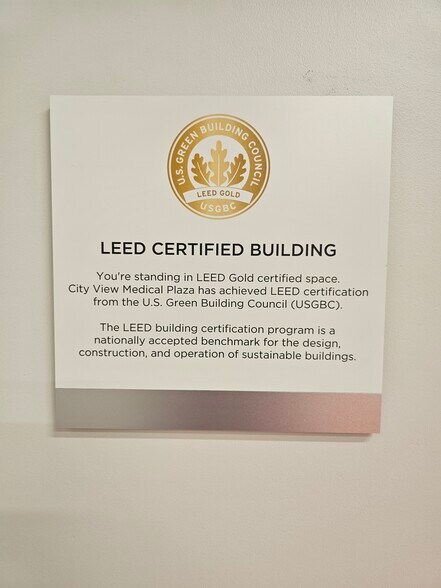 U.S. GREEN BUILDING COUNCIL
LEED GOLD
USGBC
LEED CERTIFIED BUILDING
You're standing in LEED Gold certified space.
City View Medical Plaza has achieved LEED certification
from the U.S. Green Building Council (USGBC).
The LEED building certification program is a
nationally accepted benchmark for the design,
construction, and operation of sustainable buildings.